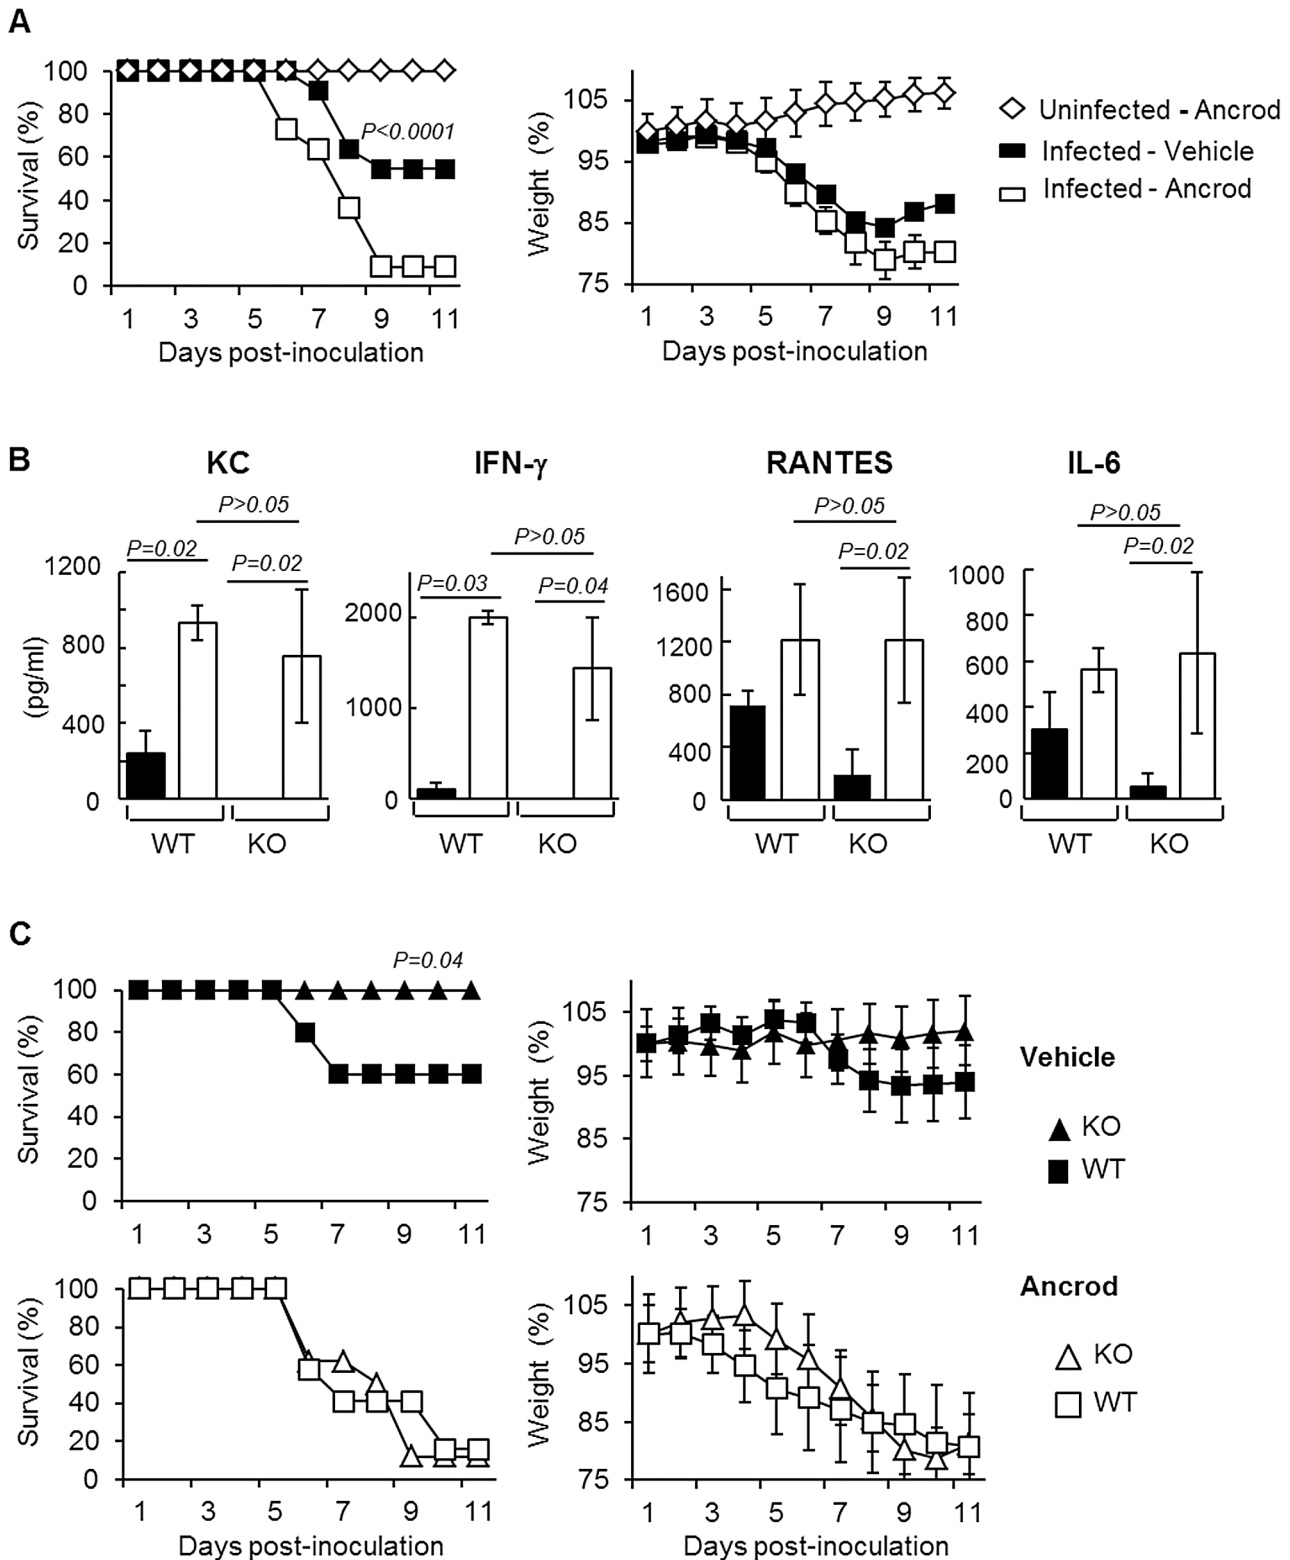 A
Survival (%)
100
80
60
40
20
0
P<0.0001
1 3 5 7 9 11
Days post-inoculation
Weight (%)
105
95
85
75
1 3 5 7 9 11
Days post-inoculation
Uninfected - Ancrod
Infected - Vehicle
Infected - Ancrod
B
KC
P>0.05
P=0.02
P=0.02
(pg/ml)
1200
800
400
0
WT KO
IFN-γ
P>0.05
P=0.03
P=0.04
2000
1000
0
WT KO
RANTES
P>0.05
P=0.02
1600
1200
800
400
0
WT KO
IL-6
P>0.05
P=0.02
1000
800
600
400
200
0
WT KO
C
P=0.04
Survival (%)
100
80
60
40
20
0
1 3 5 7 9 11
Weight (%)
105
95
85
75
1 3 5 7 9 11
Vehicle
KO
WT
Survival (%)
100
80
60
40
20
0
1 3 5 7 9 11
Days post-inoculation
Weight (%)
105
95
85
75
1 3 5 7 9 11
Days post-inoculation
Ancrod
KO
WT